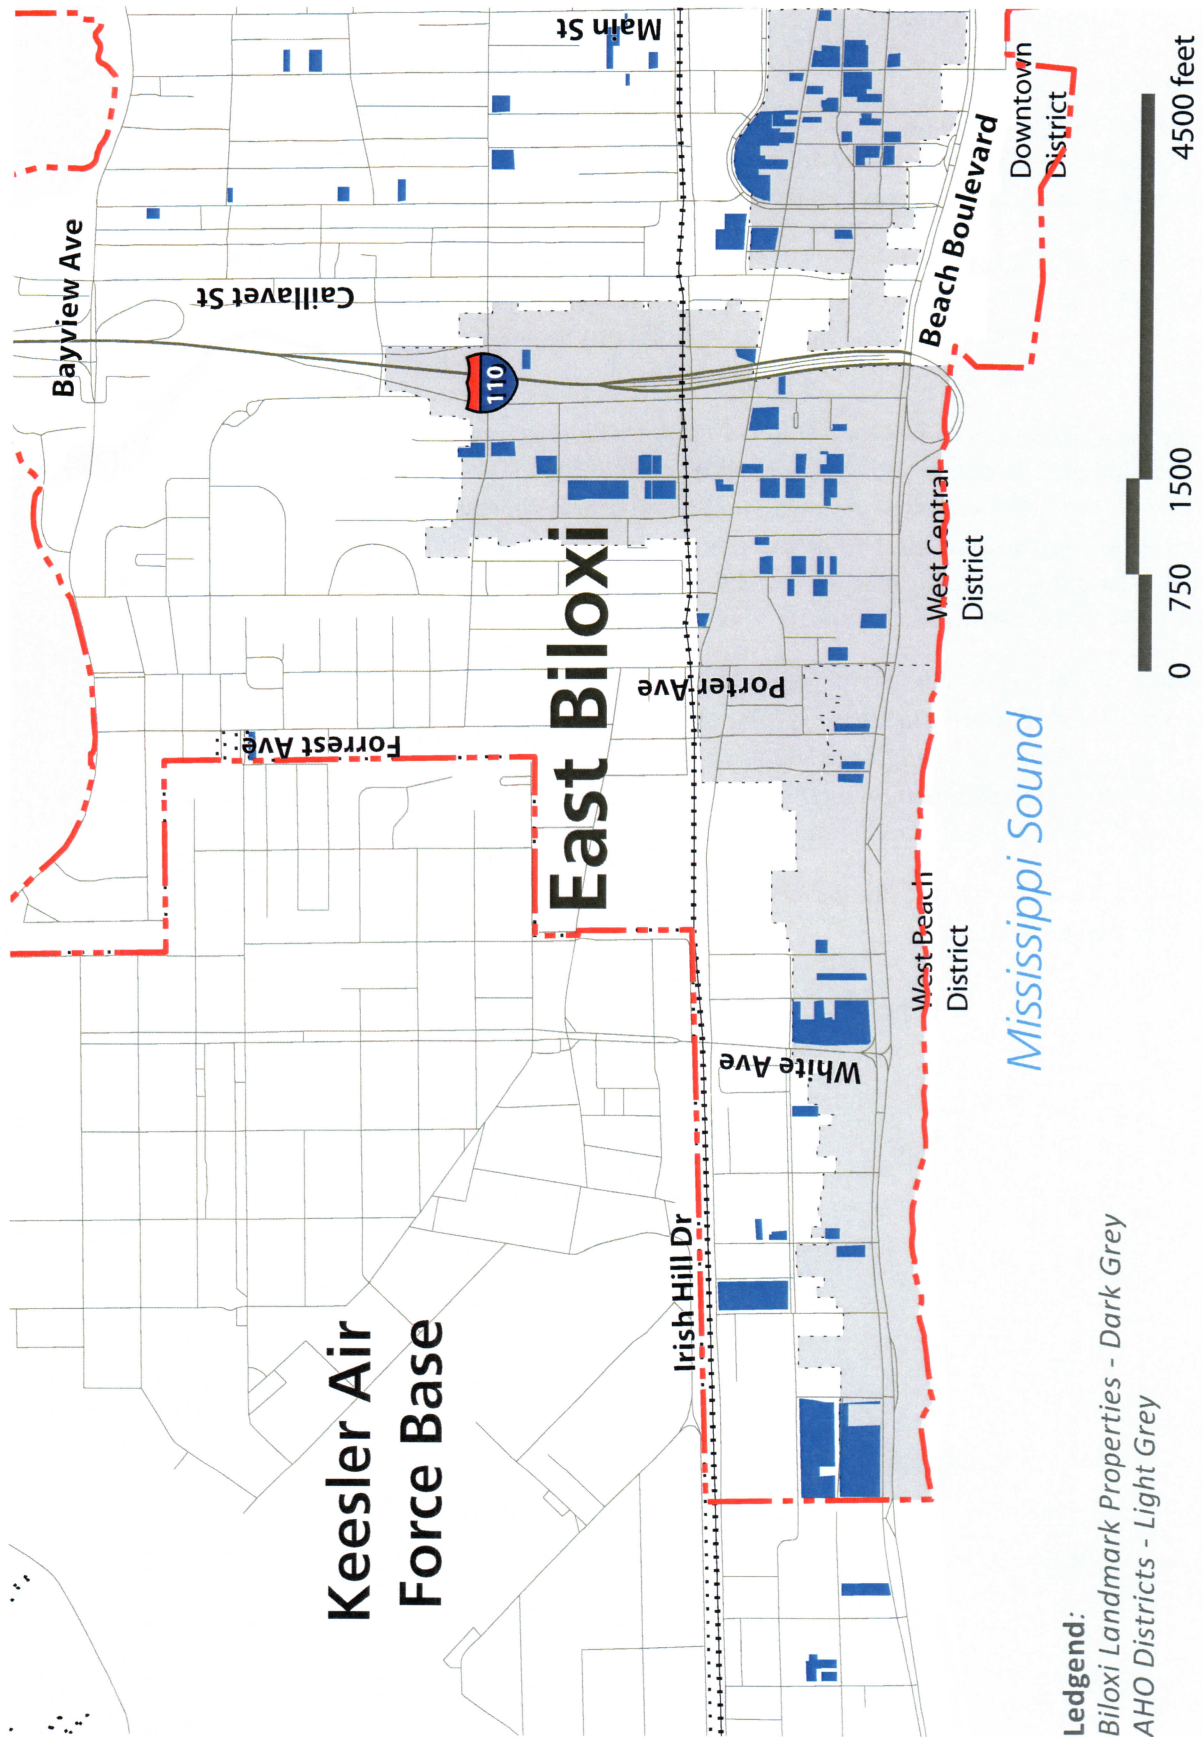 Bayview Ave
Caillavet St
Main St
110
Forrest Ave
East Biloxi
Porter Ave
Keesler Air
Force Base
Irish Hill Dr
White Ave
Beach Boulevard
Downtown
District
West Central
District
West Beach
District
Mississippi Sound
0 750 1500 4500 feet
Ledgend:
Biloxi Landmark Properties - Dark Grey
AHO Districts - Light Grey